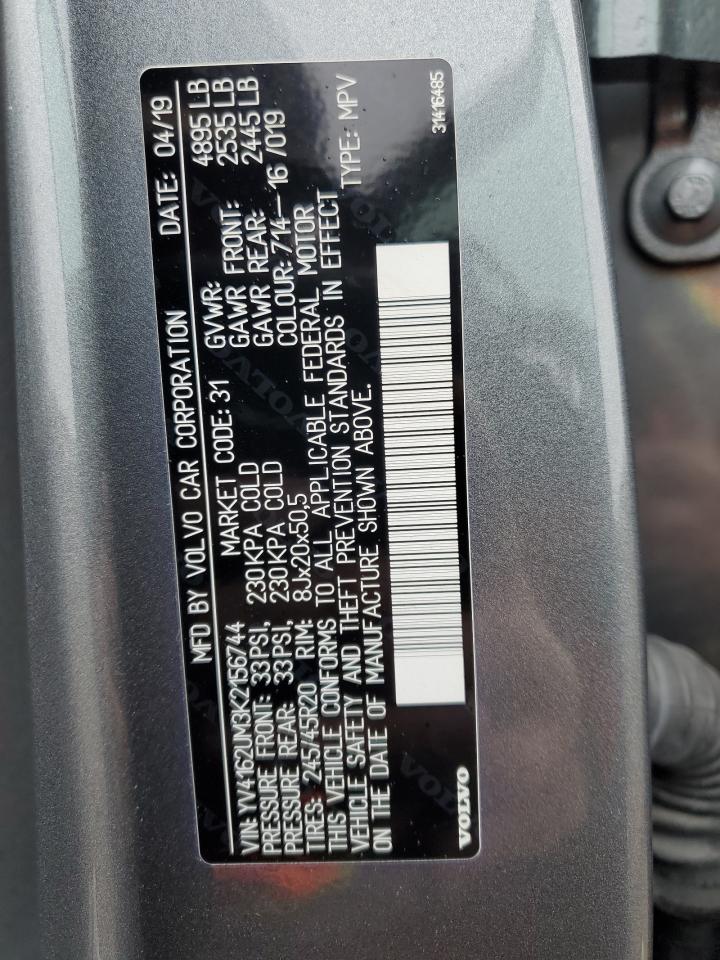 MFD BY VOLVO CAR CORPORATION DATE: 04/19
VIN: YV4162UM3K2156744 MARKET CODE: 31 GVWR: 4895 LB
PRESSURE FRONT: 33PSI, 230KPA COLD GAWR FRONT: 2535 LB
PRESSURE REAR: 33PSI, 230KPA COLD GAWR REAR: 2445 LB
TIRES: 245/45R20 RIM: 8Jx20x50,5 COLOUR: 714-16 /019
THIS VEHICLE CONFORMS TO ALL APPLICABLE FEDERAL MOTOR
VEHICLE SAFETY AND THEFT PREVENTION STANDARDS IN EFFECT
ON THE DATE OF MANUFACTURE SHOWN ABOVE. TYPE: MPV
VOLVO 31416485